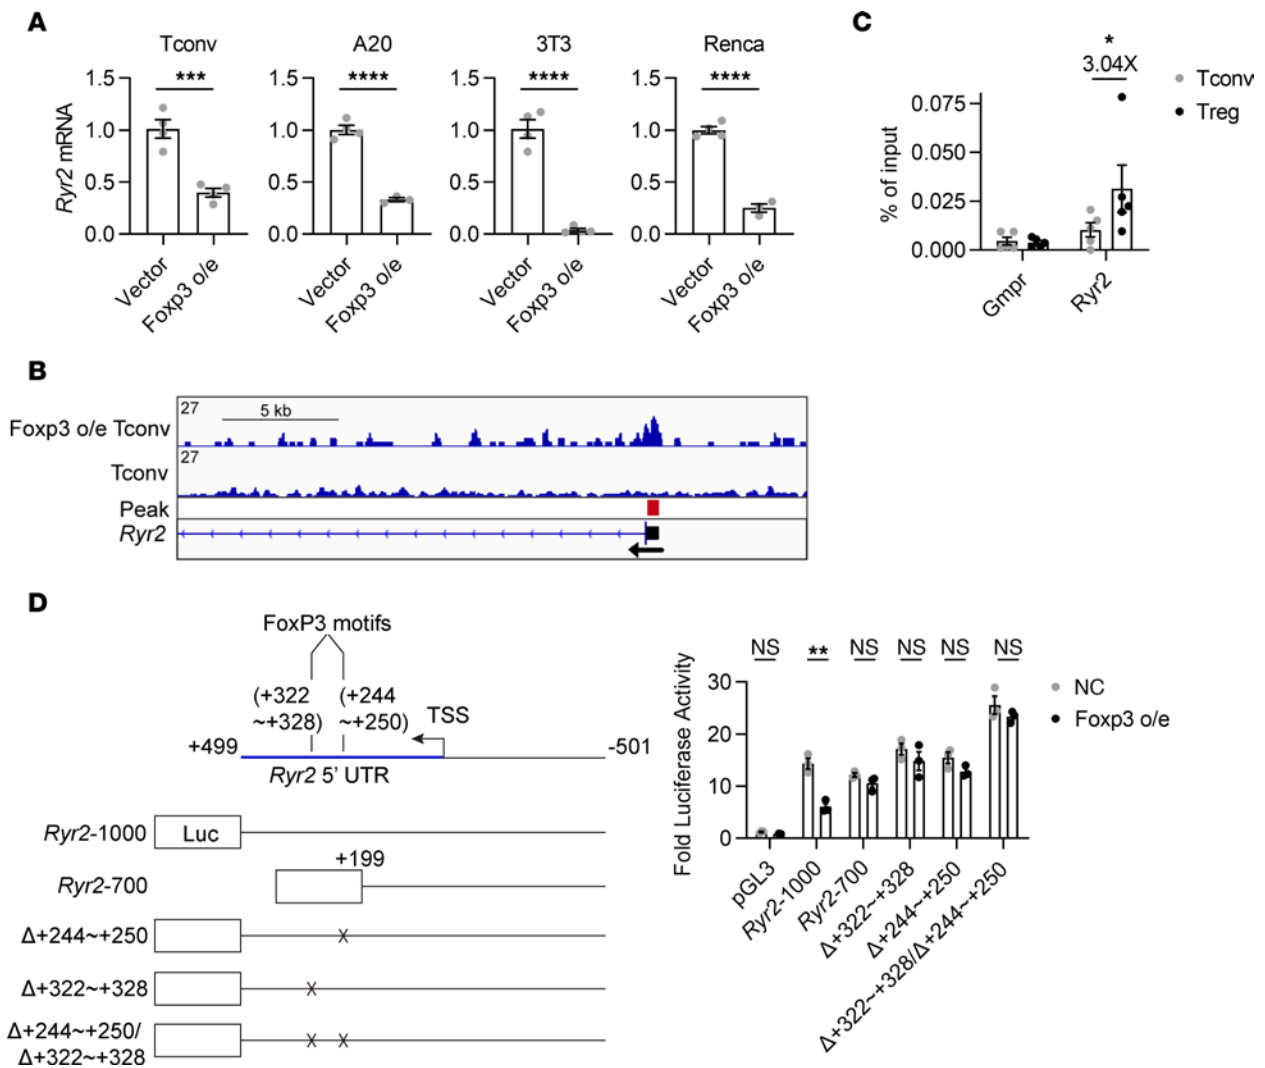 A
Tconv
A20
3T3
Renca
C
***
****
****
****
*
3.04X
Tconv
Treg
Ryr2 mRNA
1.5
1.0
0.5
0.0
Vector
Foxp3 o/e
1.5
1.0
0.5
0.0
Vector
Foxp3 o/e
1.5
1.0
0.5
0.0
Vector
Foxp3 o/e
1.5
1.0
0.5
0.0
Vector
Foxp3 o/e
% of input
0.075
0.050
0.025
0.000
Gmpr
Ryr2
B
27
5 kb
Foxp3 o/e Tconv
27
Tconv
Peak
Ryr2
D
FoxP3 motifs
(+322
~+328)
(+244
~+250)
TSS
+499
-501
Ryr2 5' UTR
Ryr2-1000
Luc
+199
Ryr2-700
Δ+244~+250
X
Δ+322~+328
X
Δ+244~+250/
Δ+322~+328
X X
NS
**
NS
NS
NS
NS
Fold Luciferase Activity
30
20
10
0
NC
Foxp3 o/e
pGL3
Ryr2-1000
Ryr2-700
Δ+322~+328
Δ+244~+250
Δ+322~+328/Δ+244~+250